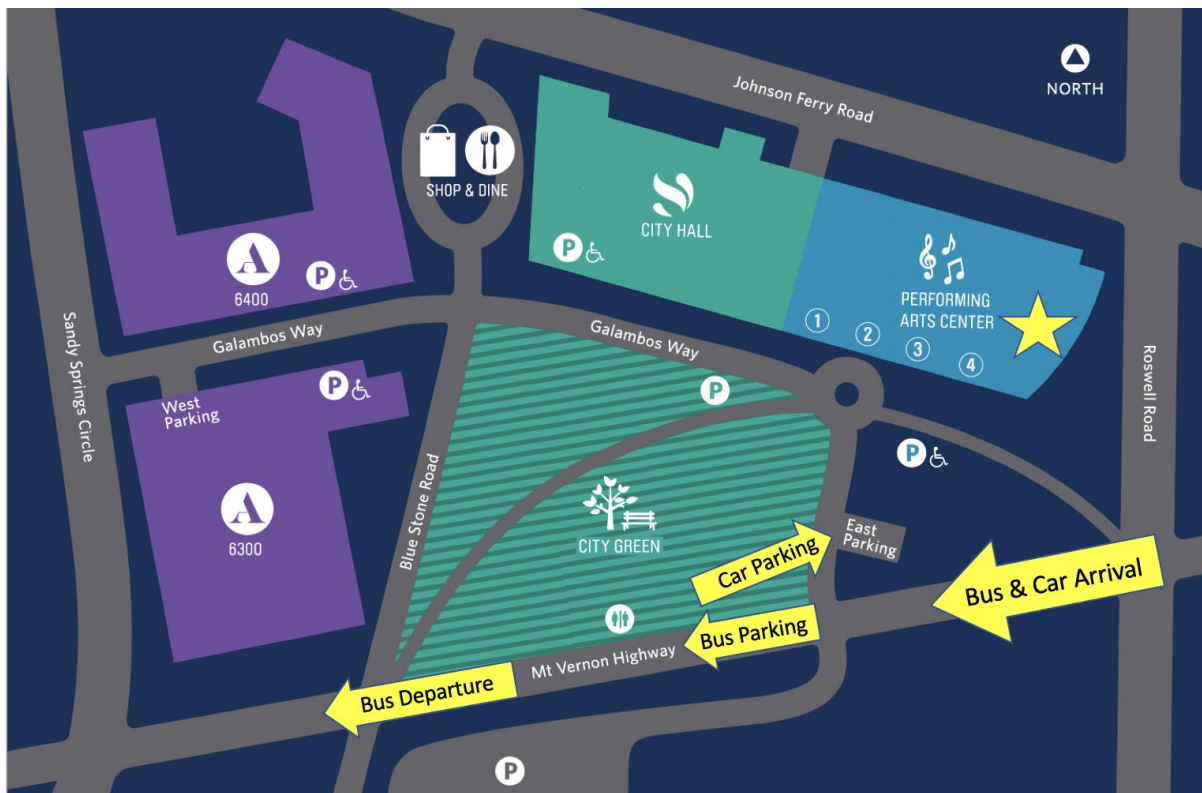 Johnson Ferry Road
NORTH
SHOP & DINE
CITY HALL
P
A
6400
P
PERFORMING
ARTS CENTER
1
2
3
4
Sandy Springs Circle
Galambos Way
Galambos Way
Roswell Road
West
Parking
P
P
A
6300
Blue Stone Road
P
CITY GREEN
East
Parking
Car Parking
Bus & Car Arrival
Bus Parking
Mt Vernon Highway
Bus Departure
P